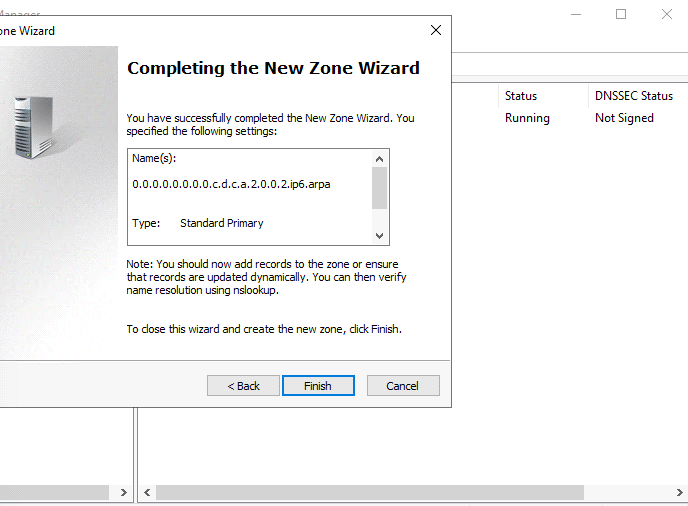 Manager
one Wizard
Completing the New Zone Wizard
You have successfully completed the New Zone Wizard. You
specified the following settings:
Name(s):
0.0.0.0.0.0.0.0.c.d.c.a.2.0.0.2.ip6.arpa
Type: Standard Primary
Note: You should now add records to the zone or ensure
that records are updated dynamically. You can then verify
name resolution using nslookup.
To close this wizard and create the new zone, click Finish.
< Back
Finish
Cancel
Status
DNSSEC Status
Running
Not Signed